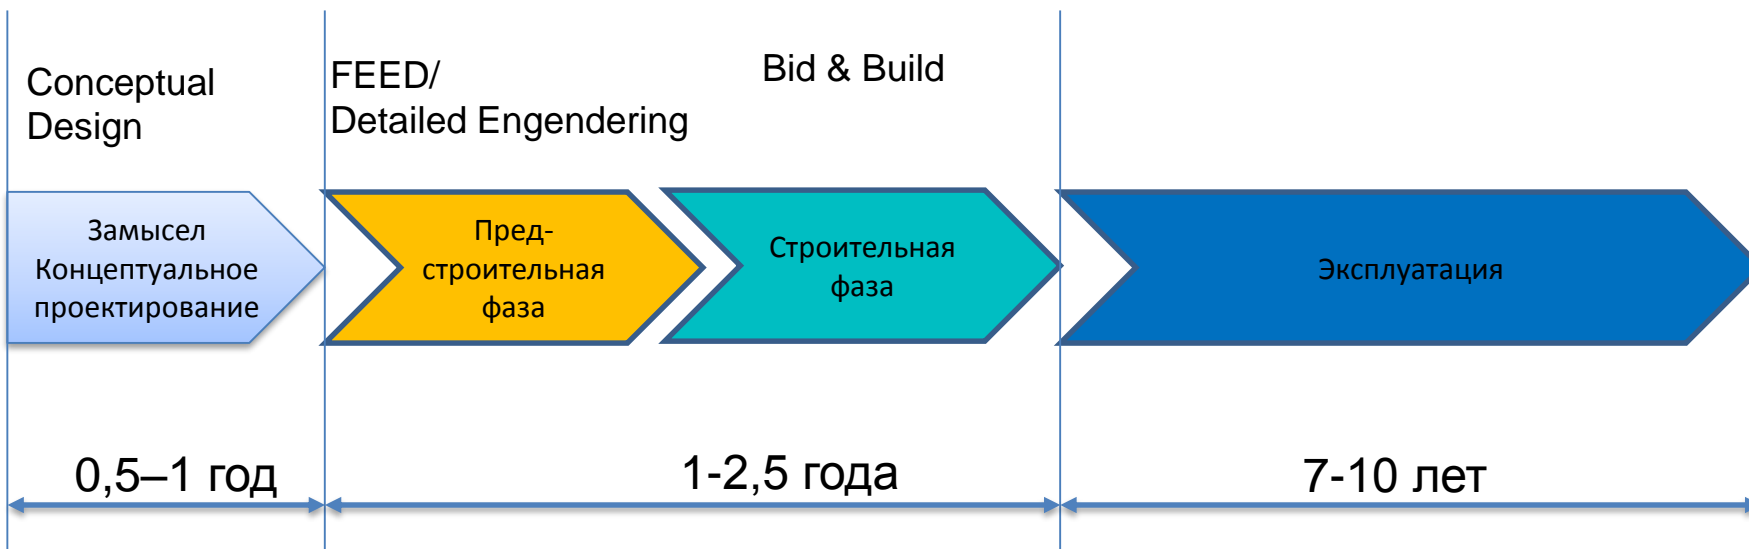 Conceptual
Design
FEED/
Detailed Engendering
Bid & Build
Замысел
Концептуальное
проектирование
Пред-
строительная
фаза
Строительная
фаза
Эксплуатация
0,5–1 год
1-2,5 года
7-10 лет